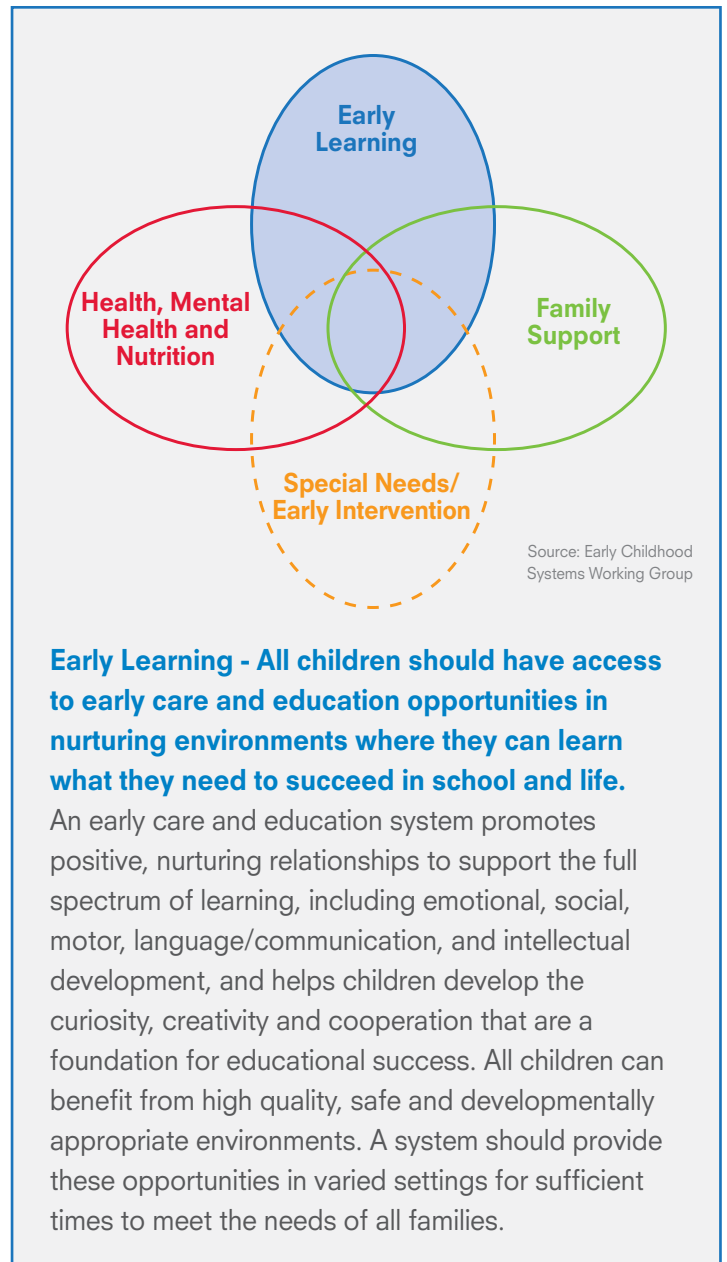 Early
Learning
Health, Mental
Health and
Nutrition
Family
Support
Special Needs/
Early Intervention
Source: Early Childhood
Systems Working Group
Early Learning - All children should have access
to early care and education opportunities in
nurturing environments where they can learn
what they need to succeed in school and life.
An early care and education system promotes
positive, nurturing relationships to support the full
spectrum of learning, including emotional, social,
motor, language/communication, and intellectual
development, and helps children develop the
curiosity, creativity and cooperation that are a
foundation for educational success. All children can
benefit from high quality, safe and developmentally
appropriate environments. A system should provide
these opportunities in varied settings for sufficient
times to meet the needs of all families.